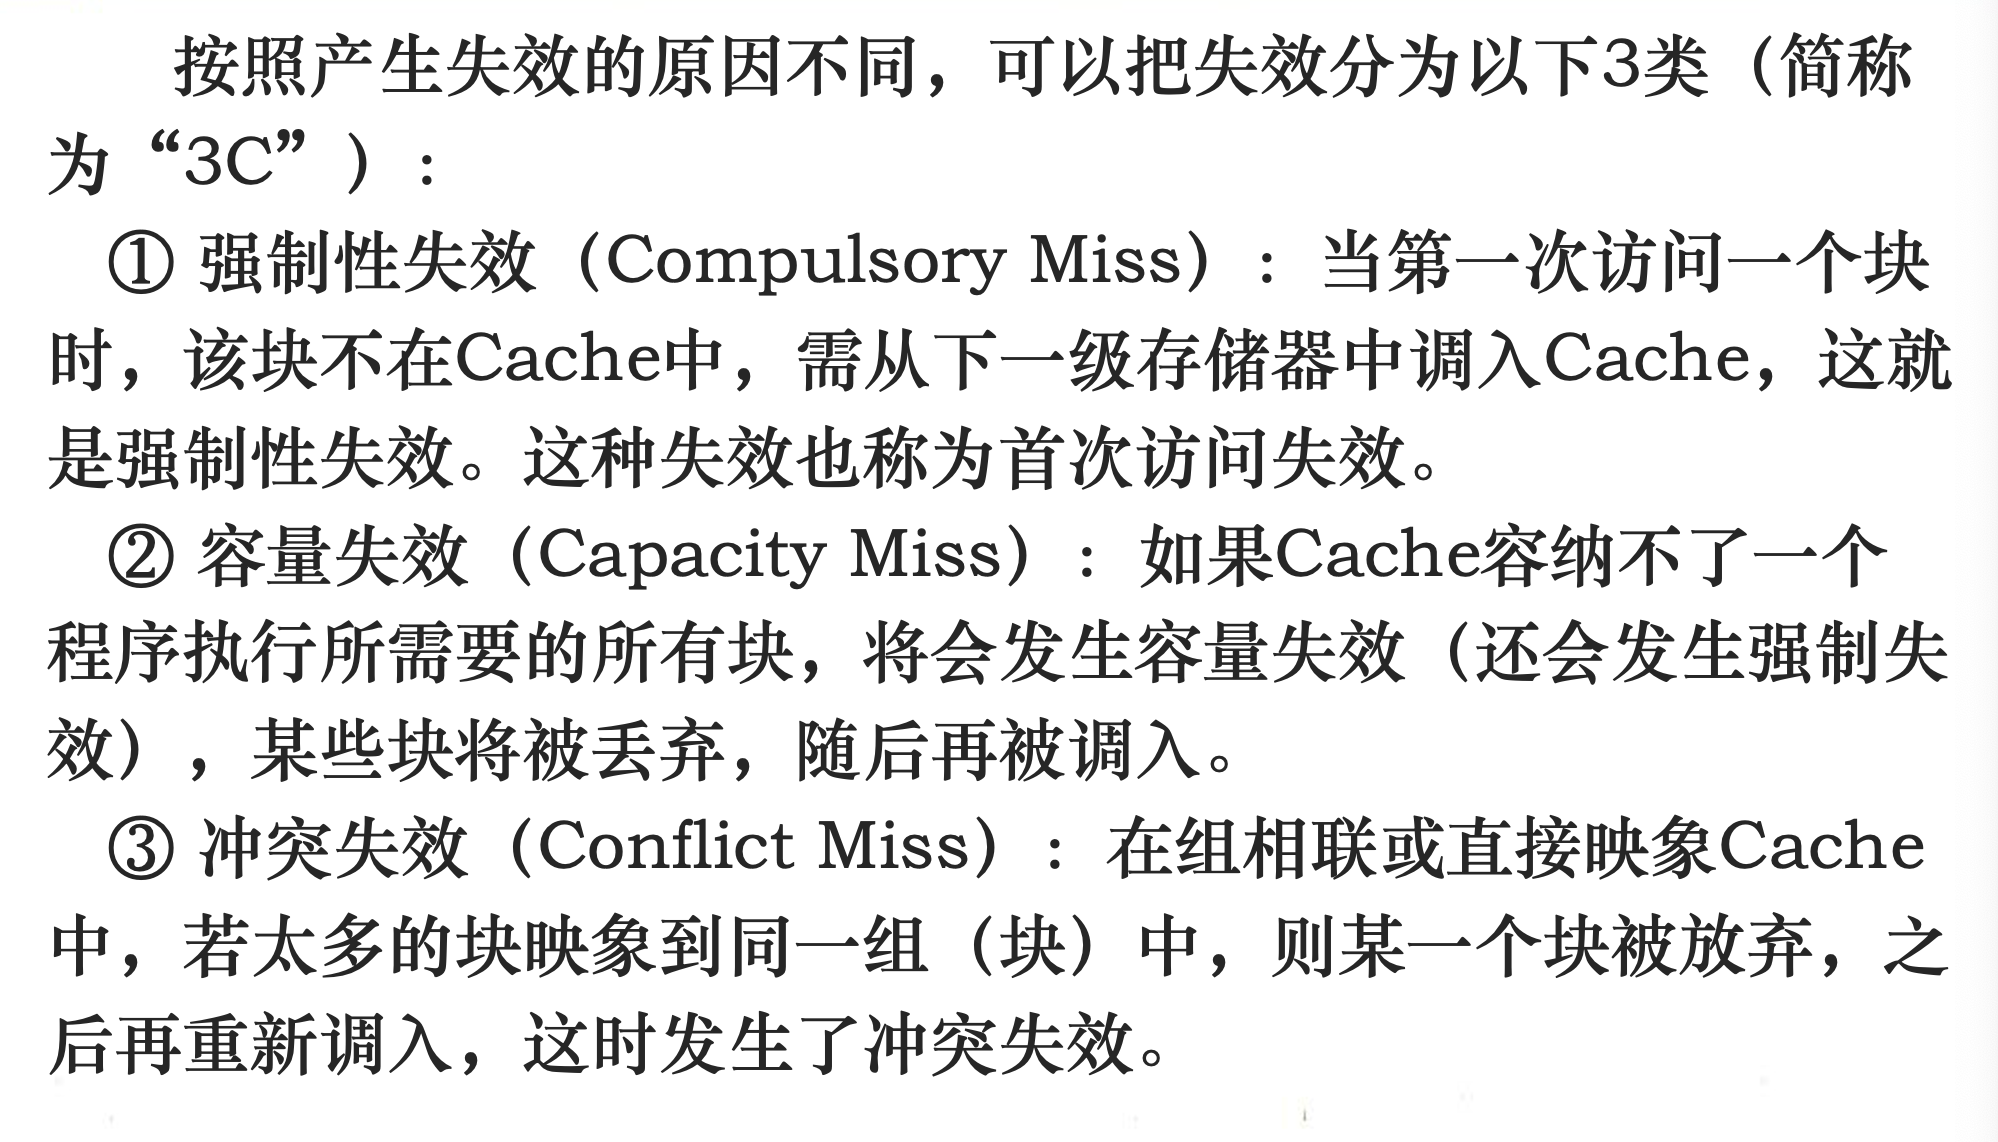 按照产生失效的原因不同，可以把失效分为以下3类（简称
为“3C”）:
① 强制性失效（Compulsory Miss）: 当第一次访问一个块
时，该块不在Cache中，需从下一级存储器中调入Cache，这就
是强制性失效。这种失效也称为首次访问失效。
② 容量失效（Capacity Miss）: 如果Cache容纳不了一个
程序执行所需要的所有块，将会发生容量失效（还会发生强制失
效），某些块将被丢弃，随后再被调入。
③ 冲突失效（Conflict Miss）: 在组相联或直接映象Cache
中，若太多的块映象到同一组（块）中，则某一个块被放弃，之
后再重新调入，这时发生了冲突失效。